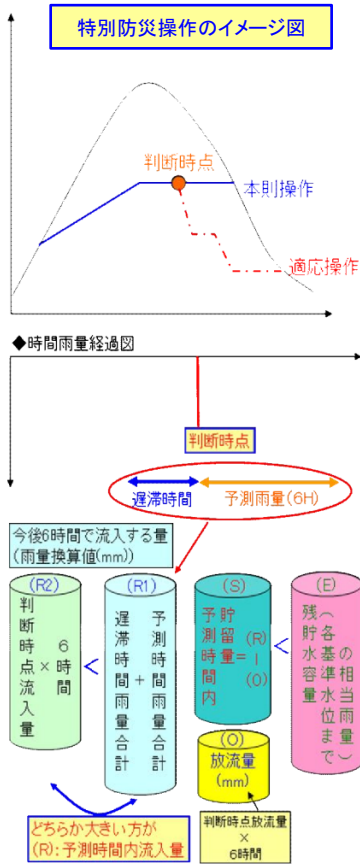 特別防災操作のイメージ図
判断時点
本則操作
適応操作
◆時間雨量経過図
判断時点
遅滞時間
予測雨量(6H)
今後6時間で流入する量
(雨量換算値(mm))
(R2)
判断時点流入量
×
6時間
<
(R1)
遅滞時間雨量合計
+
予測時間雨量合計
(S)
予測時間内
貯留量=
(R)
－
(O)
<
(E)
残貯水容量
(各基準水位まで
の相当雨量)
(O)
放流量
(mm)
どちらか大きい方が
(R):予測時間内流入量
判断時点放流量
×
6時間